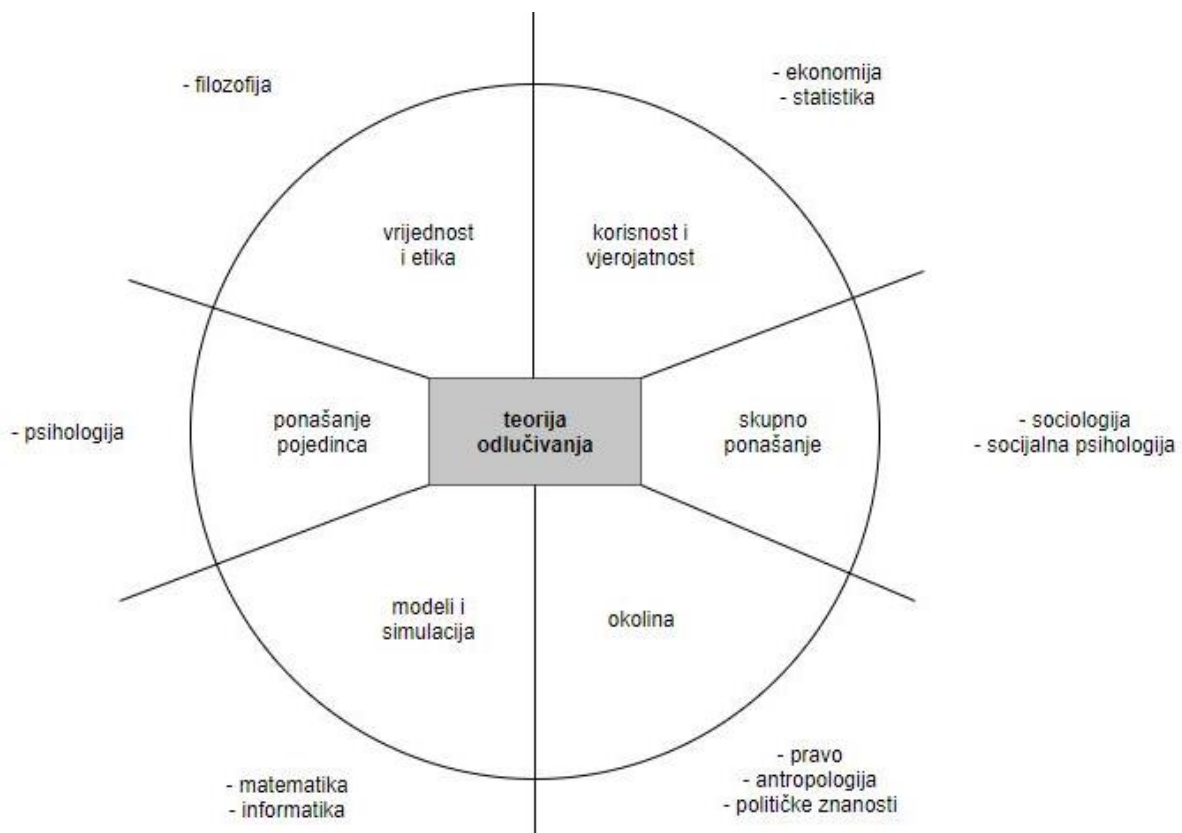 - filozofija
- ekonomija
- statistika
vrijednost
i etika
korisnost i
vjerojatnost
- psihologija
ponašanje
pojedinca
teorija
odlučivanja
skupno
ponašanje
- sociologija
- socijalna psihologija
modeli i
simulacija
okolina
- matematika
- informatika
- pravo
- antropologija
- političke znanosti